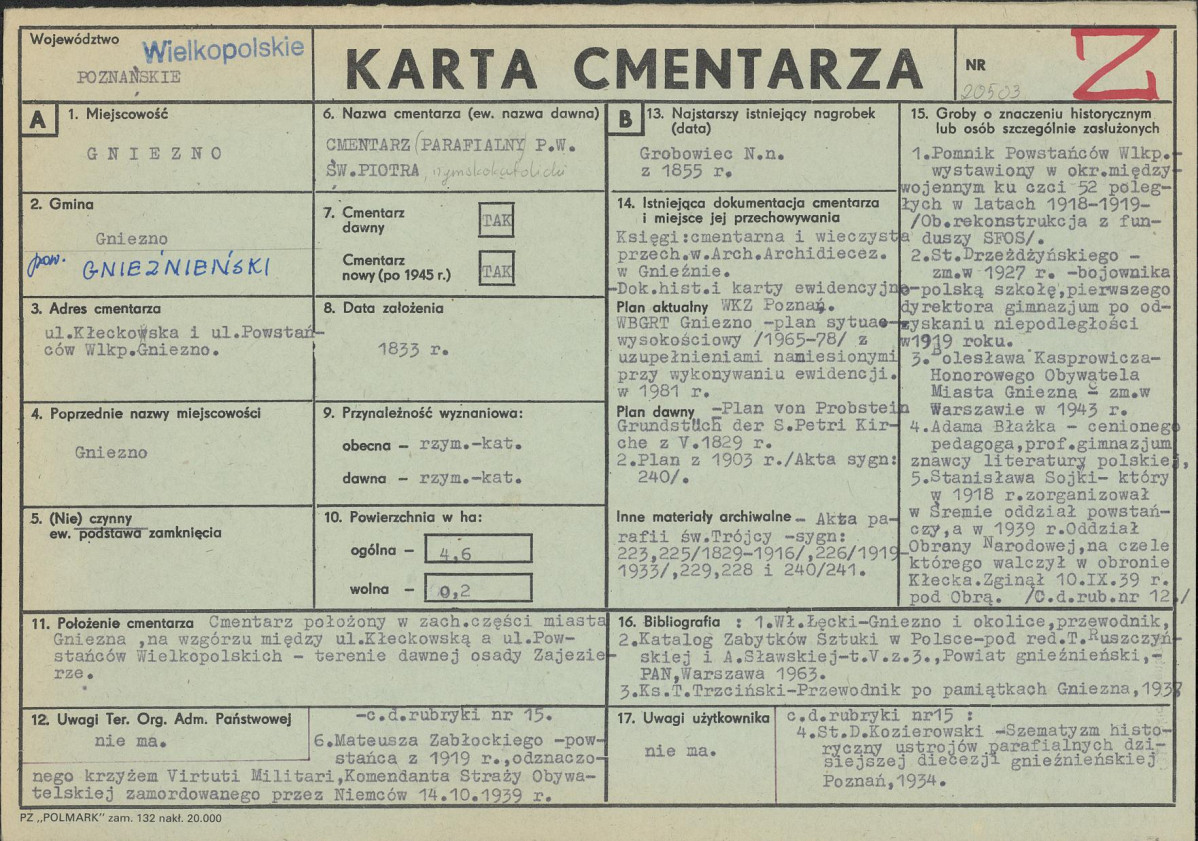 Województwo
Wielkopolskie
POZNAŃSKIE
KARTA CMENTARZA
NR
20503
Z
A
1. Miejscowość
GNIEZNO
2. Gmina
Gniezno
pow. GNIEŹNIEŃSKI
3. Adres cmentarza
ul.Kłeckowska i ul.Powstań-
ców Wlkp.Gniezno.
4. Poprzednie nazwy miejscowości
Gniezno
5. (Nie) czynny
ew. podstawa zamknięcia
6. Nazwa cmentarza (ew. nazwa dawna)
CMENTARZ (PARAFIALNY) P.W.
ŚW.PIOTRA, rzymskokatolicki
7. Cmentarz
dawny
TAK
Cmentarz
nowy (po 1945 r.)
TAK
8. Data założenia
1833 r.
9. Przynależność wyznaniowa:
obecna – rzym.-kat.
dawna – rzym.-kat.
10. Powierzchnia w ha:
ogólna – 4,6
wolna – 0,2
B
13. Najstarszy istniejący nagrobek
(data)
Grobowiec N.n.
z 1855 r.
14. Istniejąca dokumentacja cmentarza
i miejsce jej przechowywania
Księgi:cmentarna i wieczysta
przech.w.Arch.Archidiecez.
w Gnieźnie.
-Dok.hist.i karty ewidencyjne-
Plan aktualny WKZ Poznań.
WBGRT Gniezno -plan sytuac-
wysokościowy /1965-78/ z
uzupełnieniami naniesionymi
przy wykonywaniu ewidencji.
w 1981 r.
Plan dawny -Plan von Probstein
Grundstuch der S.Petri Kir-
che z V.1829 r.
2.Plan z 1903 r./Akta sygn:
240/.
Inne materiały archiwalne – Akta pa-
rafii św.Trójcy -sygn:
223,225/1829-1916/,226/1919-
1933/,229,228 i 240/241.
15. Groby o znaczeniu historycznym
lub osób szczególnie zasłużonych
1.Pomnik Powstańców Wlkp.-
wystawiony w okr.między
wojennym ku czci 52 poleg-
łych w latach 1918-1919-
/Ob.rekonstrukcja z fun-
duszy SFOS/.
2.St.Drzeżdżyńskiego -
zm.w 1927 r. -bojownika
o-polską szkołę,pierwszego
dyrektora gimnazjum po od-
zyskaniu niepodległości
w1919 roku.
3.Bolesława Kasprowicza-
Honorowego Obywatela
Miasta Gniezna – zm.w
Warszawie w 1943 r.
4.Adama Błażka - cenionego
pedagoga,prof.gimnazjum
znawcy literatury polskiej,
5.Stanisława Sojki- który
w 1918 r.zorganizował
w Śremie oddział powstań-
czy,a w 1939 r.Oddział
Obrany Narodowej,na czele
którego walczył w obronie
Kłecka.Zginął 10.IX.39 r.
pod Obrą. /C.d.rub.nr 12./
11. Położenie cmentarza Cmentarz położony w zach.części miasta
Gniezna ,na wzgórzu między ul.Kłeckowską a ul.Pow-
stańców Wielkopolskich – terenie dawnej osady Zajezie-
rze.
16. Bibliografia : 1.Wł.Łęcki-Gniezno i okolice,przewodnik,
2.Katalog Zabytków Sztuki w Polsce-pod red.T.Ruszczyń-
skiej i A.Sławskiej-t.V.z.3.,Powiat gnieźnieński,-
PAN,Warszawa 1963.
3.Ks.T.Trzciński-Przewodnik po pamiątkach Gniezna,1937
12. Uwagi Ter. Org. Adm. Państwowej
nie ma.
-c.d.rubryki nr 15.
6.Mateusza Zabłockiego -pow-
stańca z 1919 r.,odznaczo-
nego krzyżem Virtuti Militari,Komendanta Straży Obywa-
telskiej zamordowanego przez Niemców 14.10.1939 r.
17. Uwagi użytkownika
nie ma.
c.d.rubryki nr15 :
4.St.D.Kozierowski -Szematyzm histo-
ryczny ustrojów parafialnych dzi-
siejszej diecezji gnieźnieńskiej
Poznań,1934.
PZ „POLMARK" zam. 132 nakł. 20.000